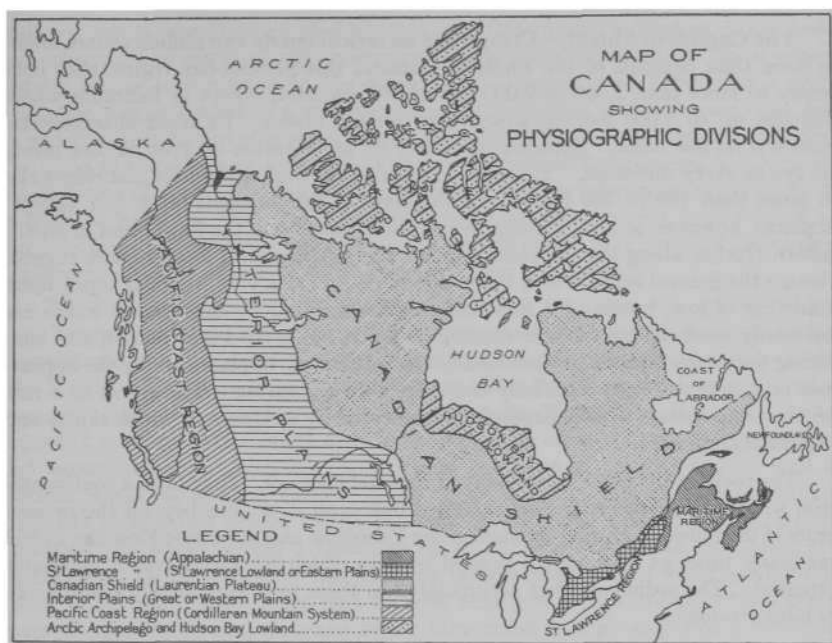 MAP OF
CANADA
SHOWING
PHYSIOGRAPHIC DIVISIONS
ARCTIC
OCEAN
ALASKA
ARCTIC ARCHIPELAGO
PACIFIC OCEAN
PACIFIC COAST REGION
INTERIOR PLAINS
CANADIAN SHIELD
HUDSON
BAY
HUDSON BAY
LOWLAND
COAST
OF
LABRADOR
NEWFOUNDLAND
MARITIME
REGION
ST LAWRENCE REGION
ATLANTIC
OCEAN
UNITED STATES
LEGEND
Maritime Region (Appalachian)
St Lawrence " (St Lawrence Lowland or Eastern Plains)
Canadian Shield (Laurentian Plateau)
Interior Plains (Great or Western Plains)
Pacific Coast Region (Cordilleran Mountain System)
Arctic Archipelago and Hudson Bay Lowland